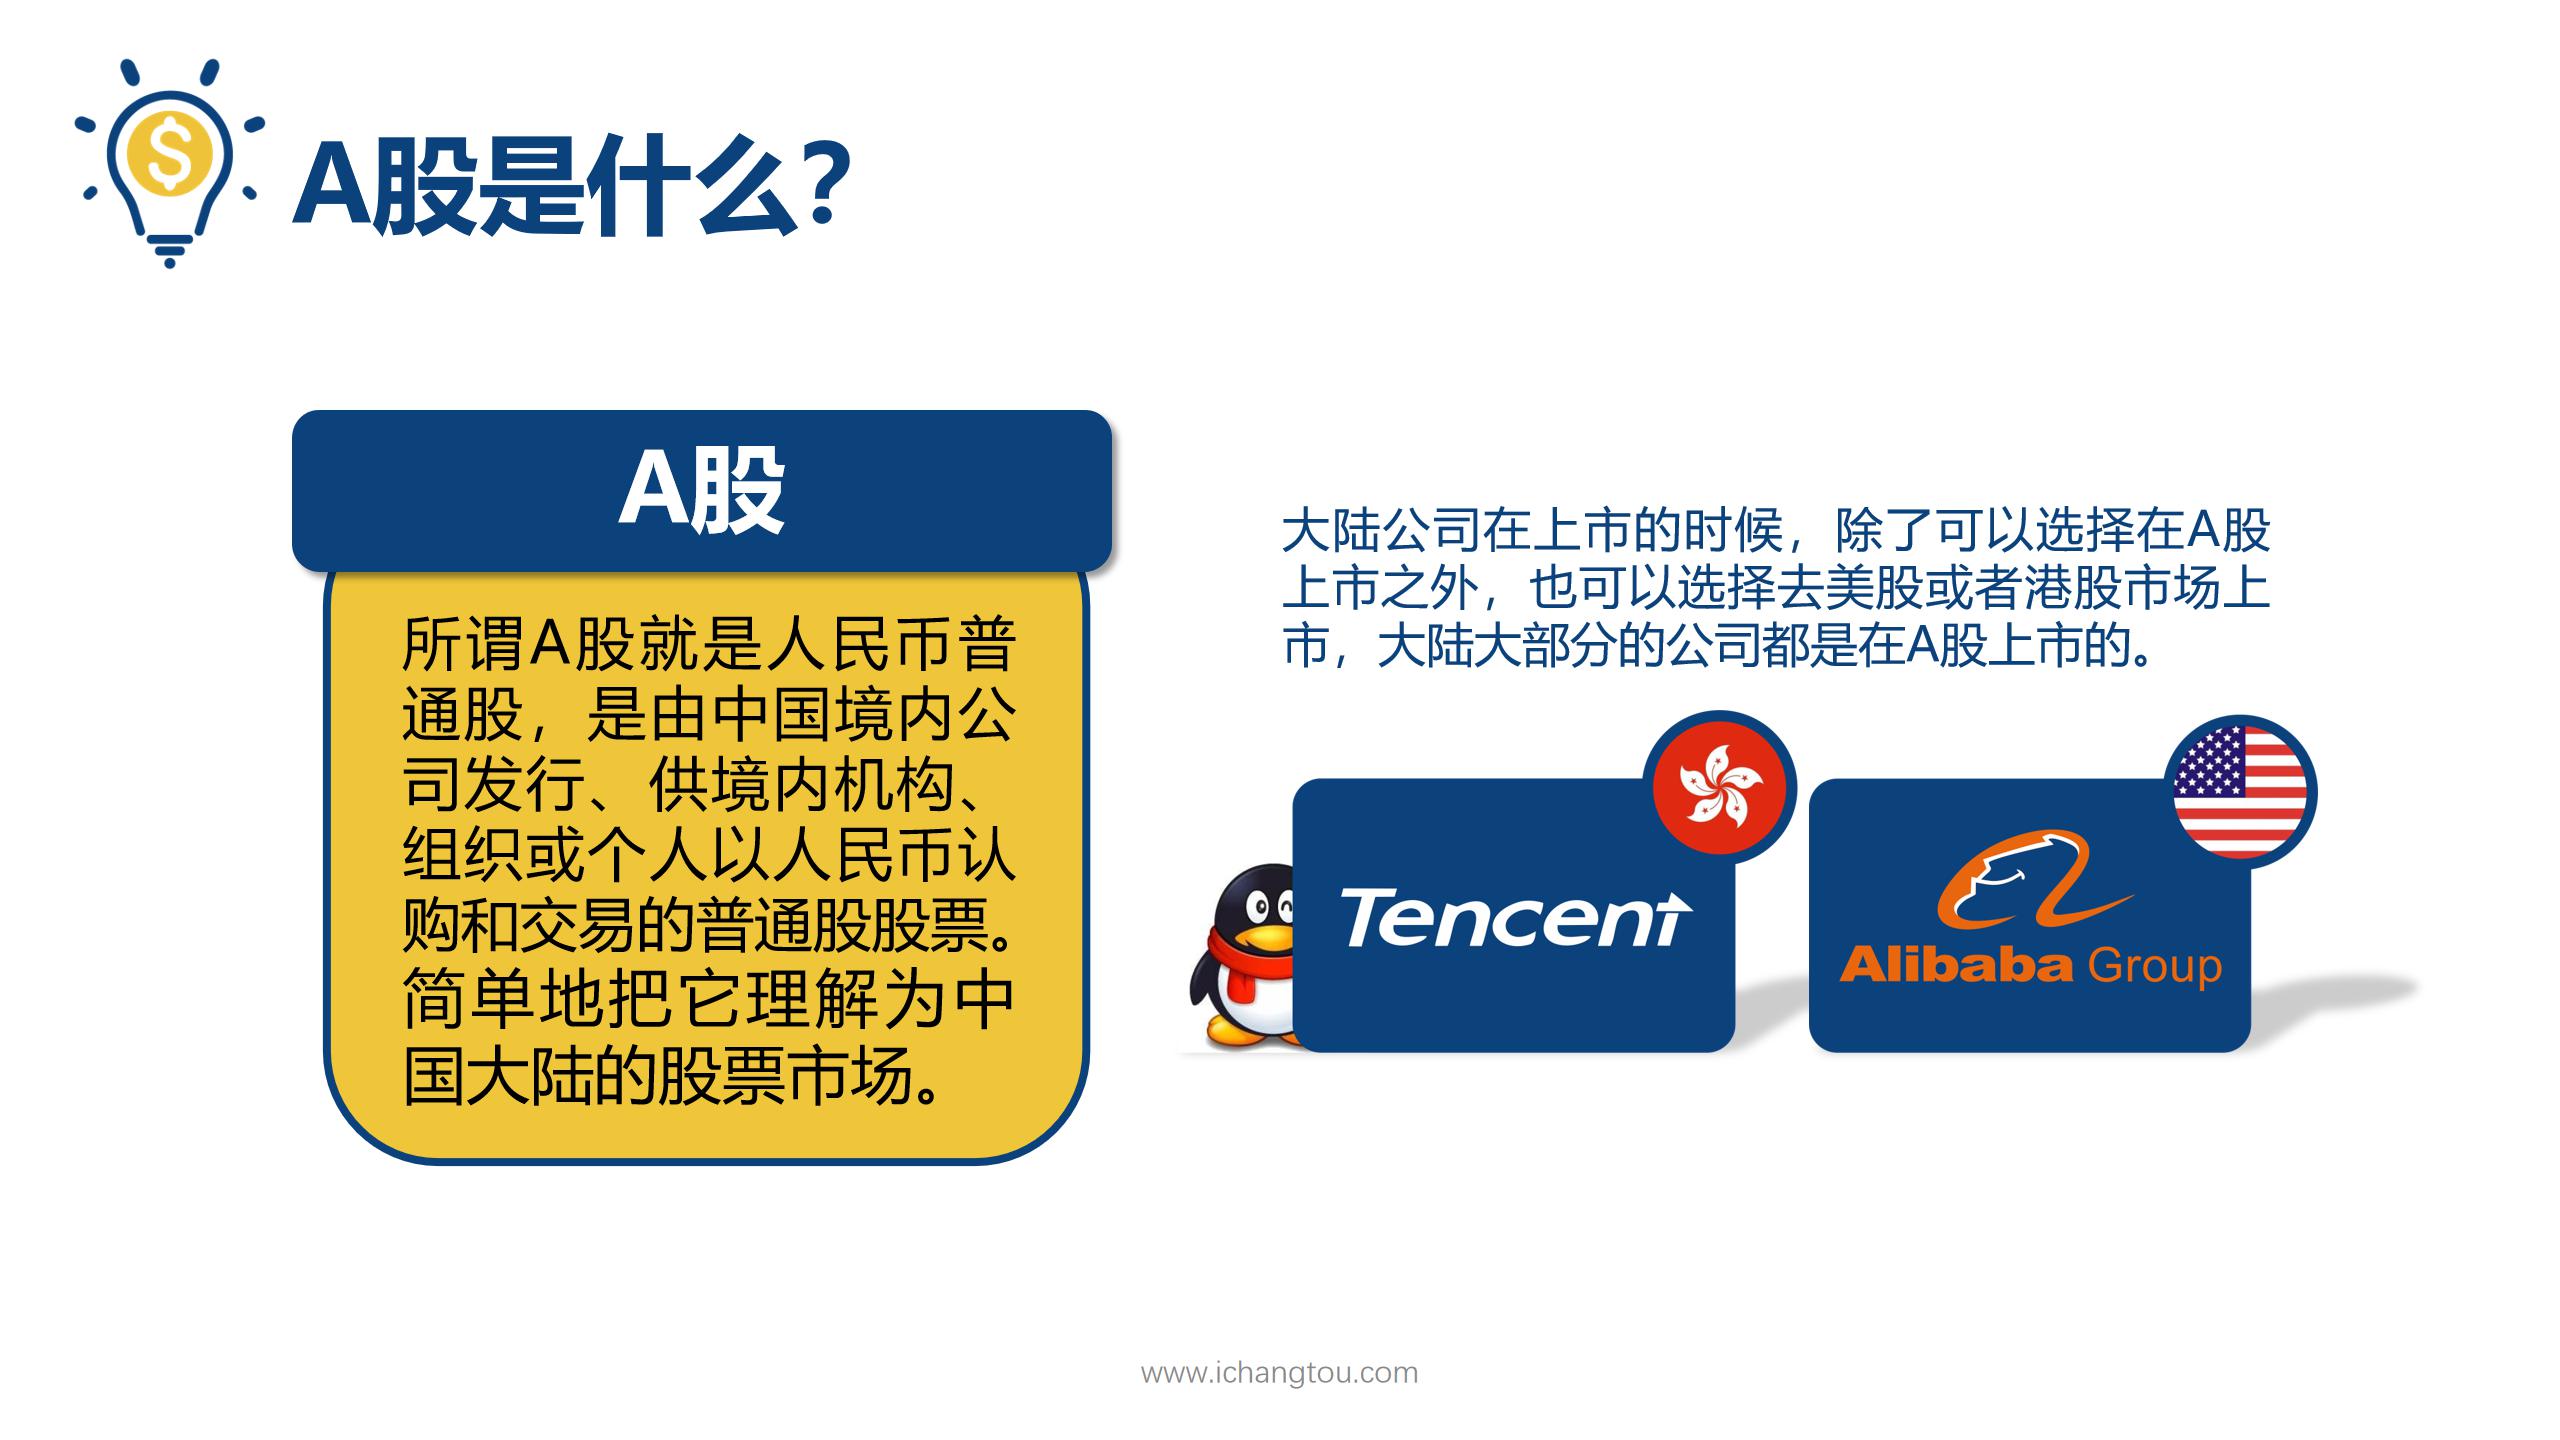 A股是什么？
A股
所谓A股就是人民币普
通股，是由中国境内公
司发行、供境内机构、
组织或个人以人民币认
购和交易的普通股股票。
简单地把它理解为中
国大陆的股票市场。
大陆公司在上市的时候，除了可以选择在A股
上市之外，也可以选择去美股或者港股市场上
市，大陆大部分的公司都是在A股上市的。
Tencent
Alibaba Group
www.ichangtou.com